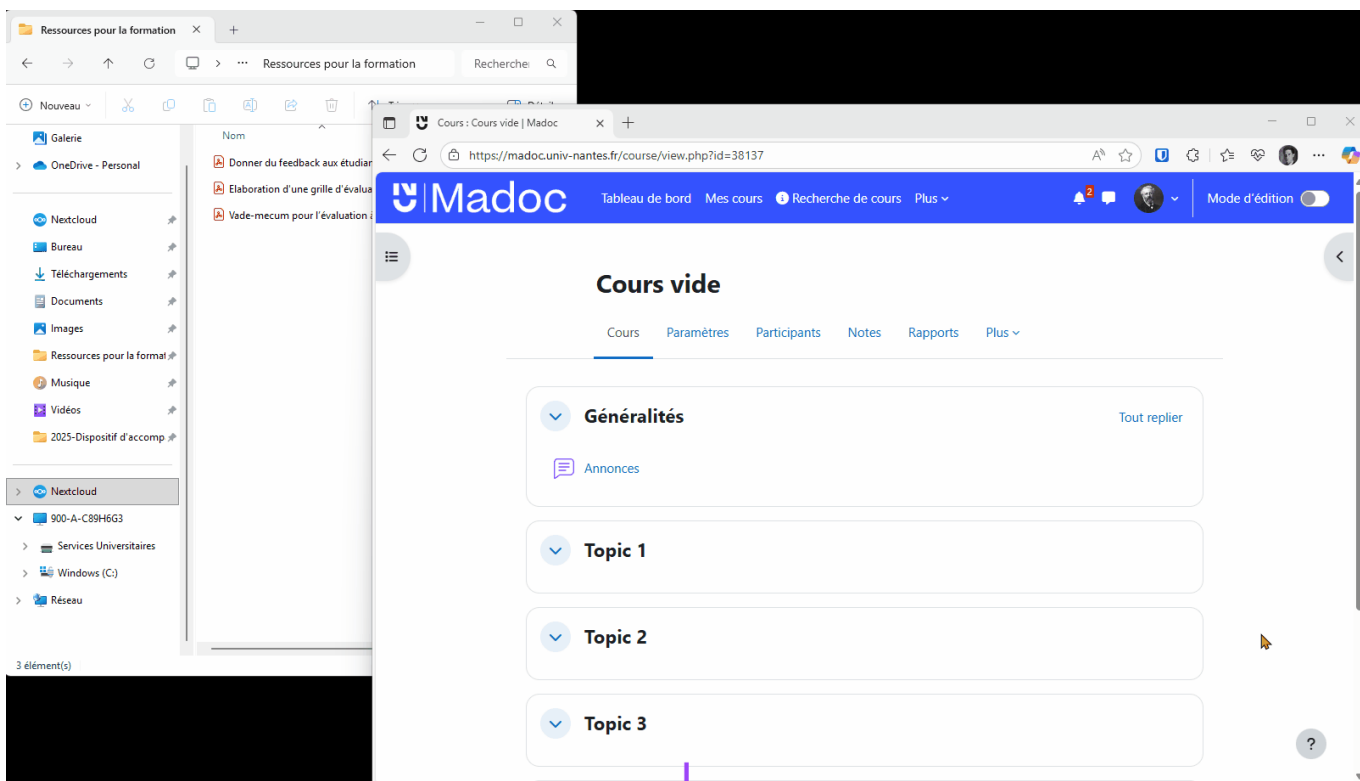 Ressources pour la formation
Ressources pour la formation
Nouveau
Galerie
OneDrive - Personal
Nextcloud
Bureau
Téléchargements
Documents
Images
Ressources pour la format
Musique
Vidéos
2025-Dispositif d'accomp
Nextcloud
900-A-C89H6G3
Services Universitaires
Windows (C:)
Réseau
3 élément(s)
Nom
Donner du feedback aux étudian
Elaboration d'une grille d'évalua
Vade-mecum pour l'évaluation
Cours : Cours vide | Madoc
https://madoc.univ-nantes.fr/course/view.php?id=38137
Madoc
Tableau de bord Mes cours Recherche de cours Plus
2
Mode d'édition
Cours vide
Cours Paramètres Participants Notes Rapports Plus
Généralités
Tout replier
Annonces
Topic 1
Topic 2
Topic 3
?